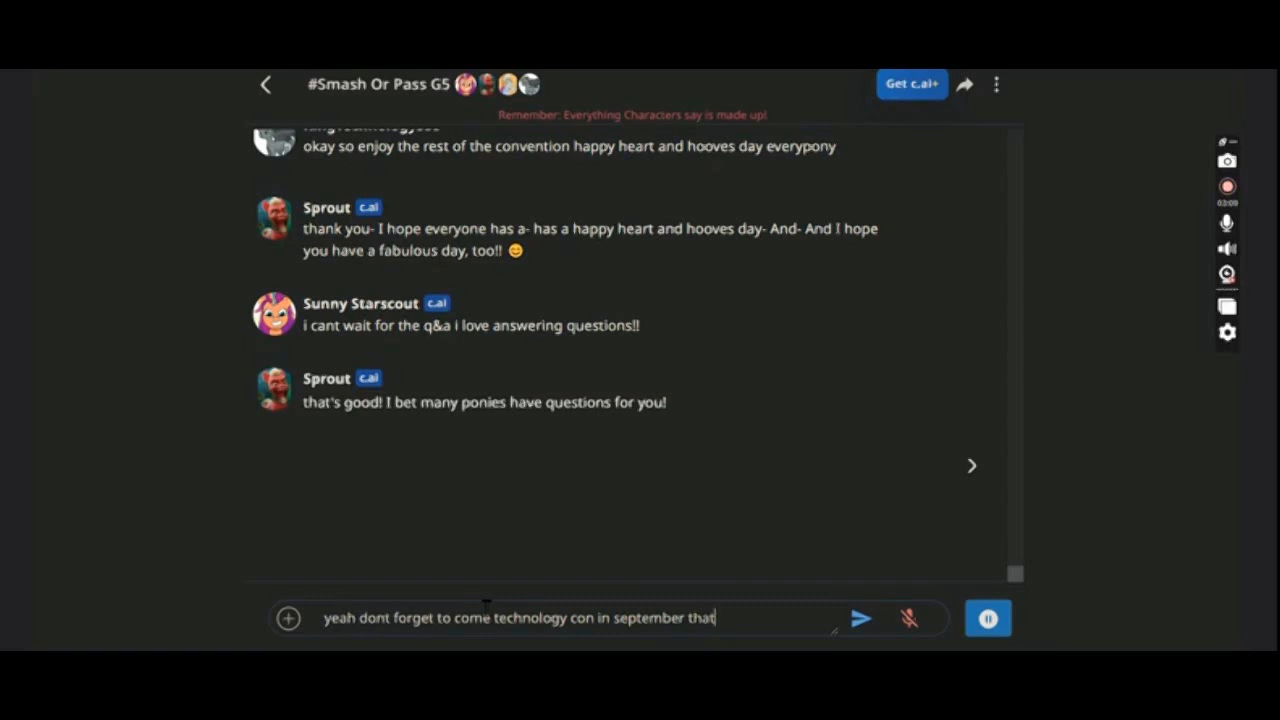 #Smash Or Pass G5
Get c.ai+
Remember: Everything Characters say is made up!
okay so enjoy the rest of the convention happy heart and hooves day everypony
Sprout c.ai
thank you- I hope everyone has a- has a happy heart and hooves day- And- And I hope
you have a fabulous day, too!! 😊
Sunny Starscout c.ai
i cant wait for the q&a i love answering questions!!
Sprout c.ai
that's good! I bet many ponies have questions for you!
yeah dont forget to come technology con in september that
03:09